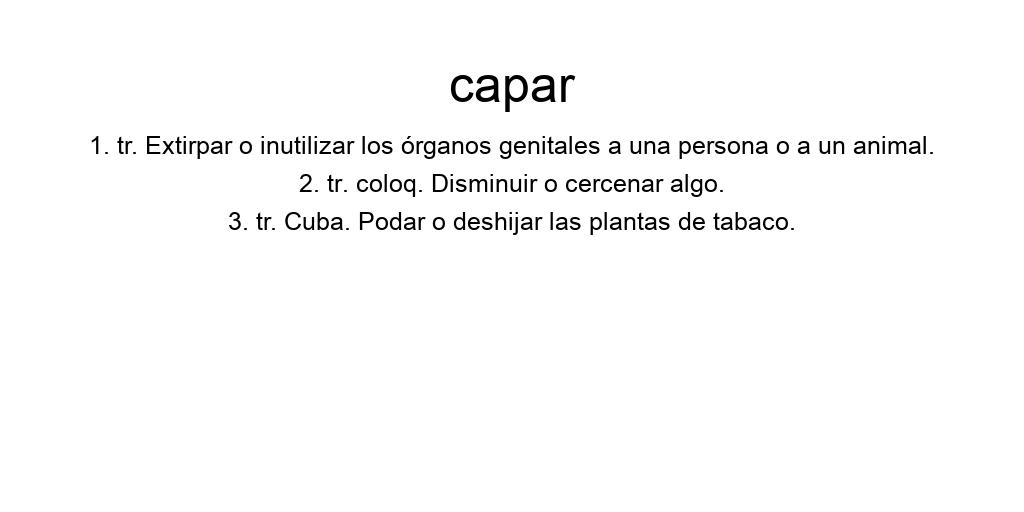 capar
1. tr. Extirpar o inutilizar los órganos genitales a una persona o a un animal.
2. tr. coloq. Disminuir o cercenar algo.
3. tr. Cuba. Podar o deshijar las plantas de tabaco.